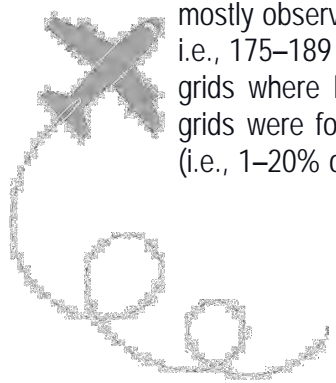 mostly observ
i.e., 175–189
grids where
grids were fo
(i.e., 1–20%